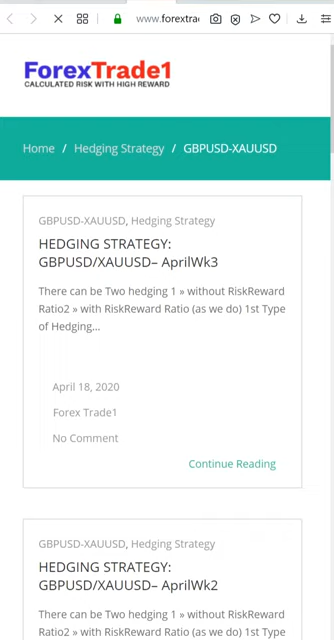 www.forextra
ForexTrade1
CALCULATED RISK WITH HIGH REWARD
Home / Hedging Strategy / GBPUSD-XAUUSD
GBPUSD-XAUUSD, Hedging Strategy
HEDGING STRATEGY:
GBPUSD/XAUUSD– AprilWk3
There can be Two hedging 1 » without RiskReward
Ratio2 » with RiskReward Ratio (as we do) 1st Type
of Hedging...
April 18, 2020
Forex Trade1
No Comment
Continue Reading
GBPUSD-XAUUSD, Hedging Strategy
HEDGING STRATEGY:
GBPUSD/XAUUSD– AprilWk2
There can be Two hedging 1 » without RiskReward
Ratio2 » with RiskReward Ratio (as we do) 1st Type